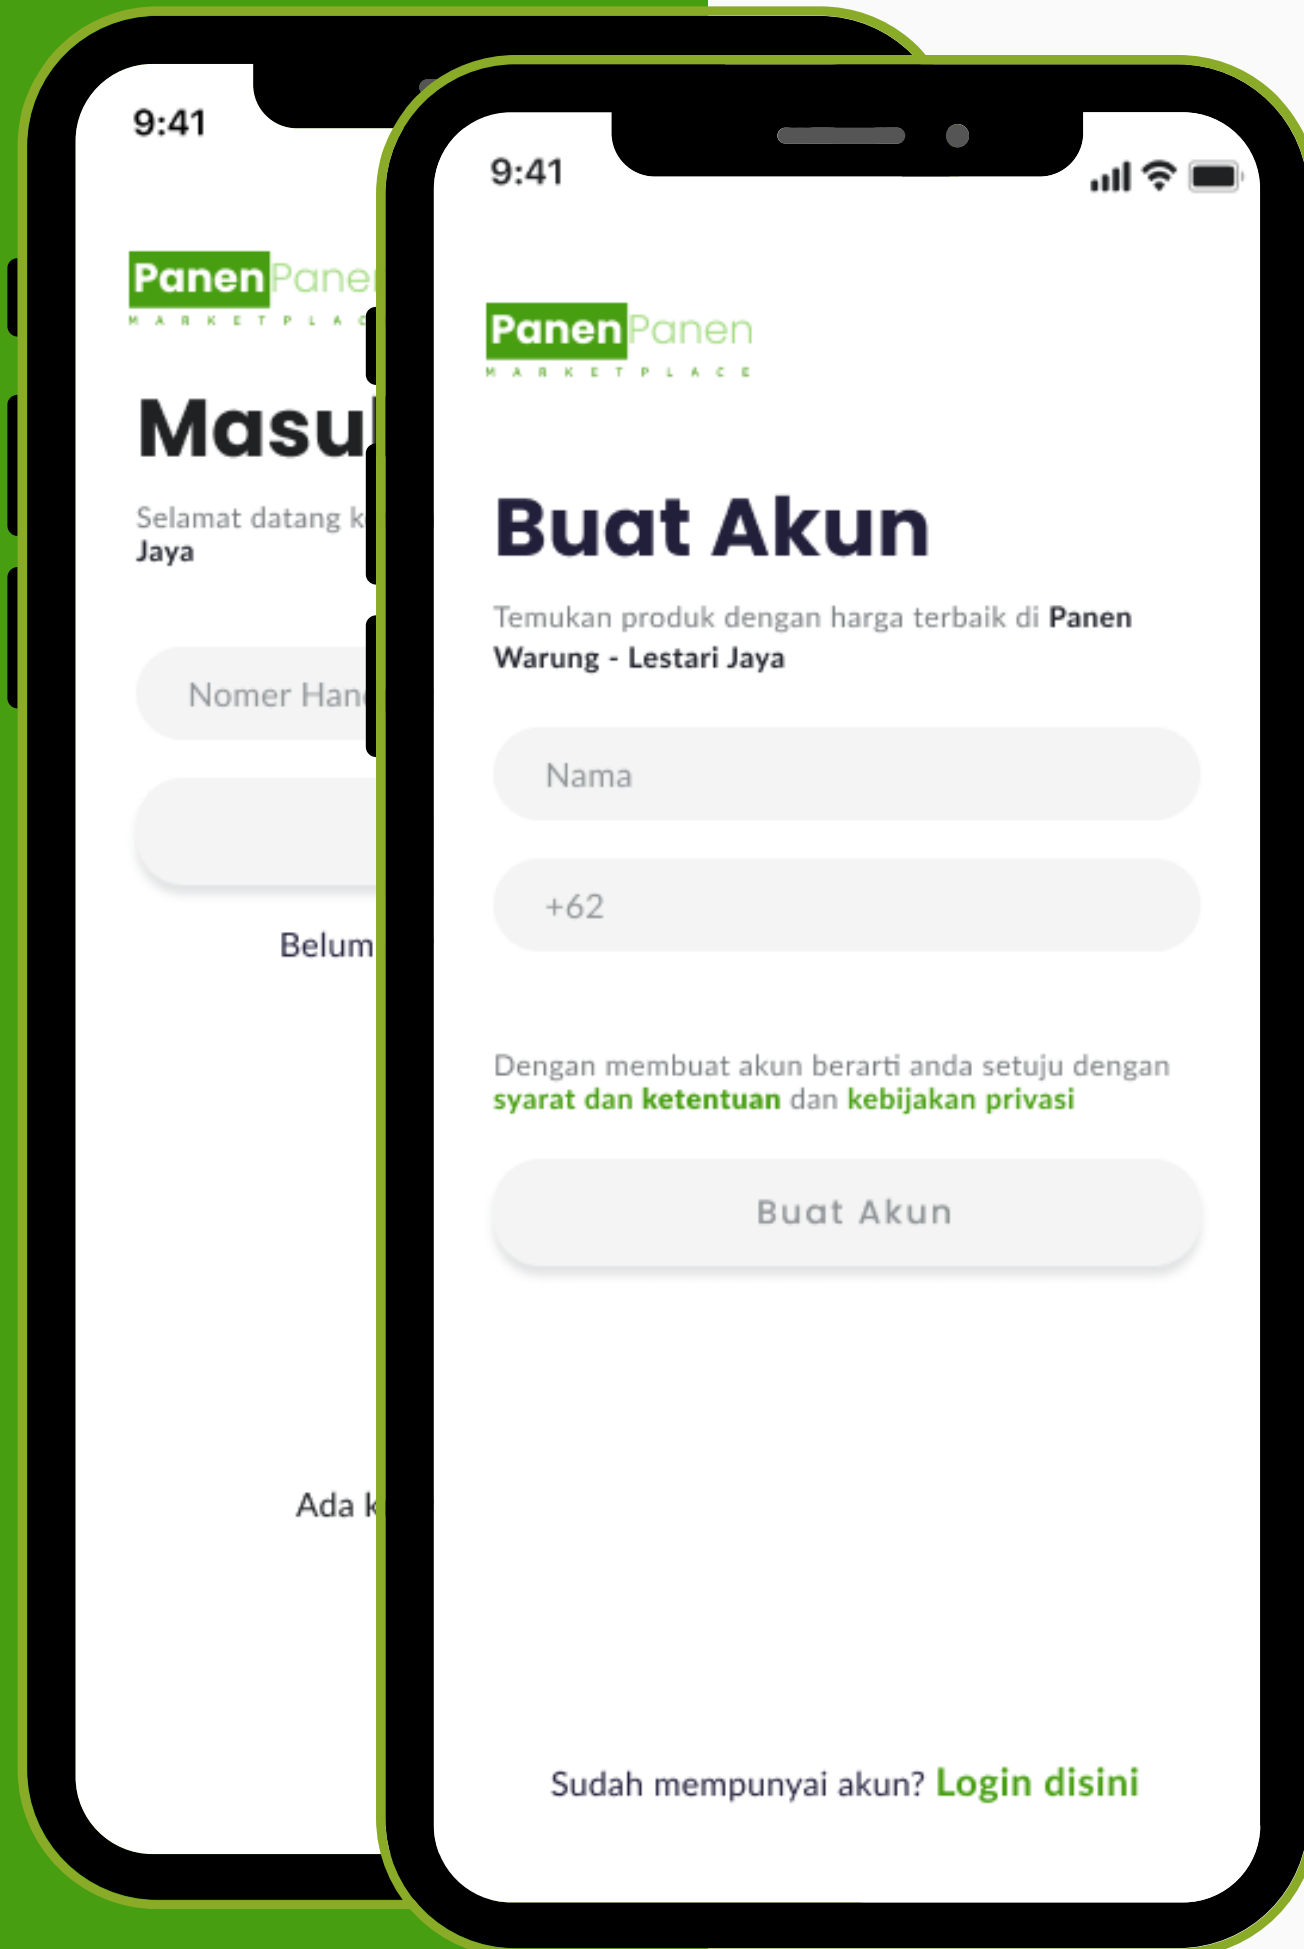 9:41
PanenPane
MARKETPLAC
Masu
Selamat datang
Jaya
Nomer
Belum
Ada
9:41
PanenPanen
MARKETPLACE
Buat Akun
Temukan produk dengan harga terbaik di Panen
Warung - Lestari Jaya
Nama
+62
Dengan membuat akun berarti anda setuju dengan
syarat dan ketentuan dan kebijakan privasi
Buat Akun
Sudah mempunyai akun? Login disini